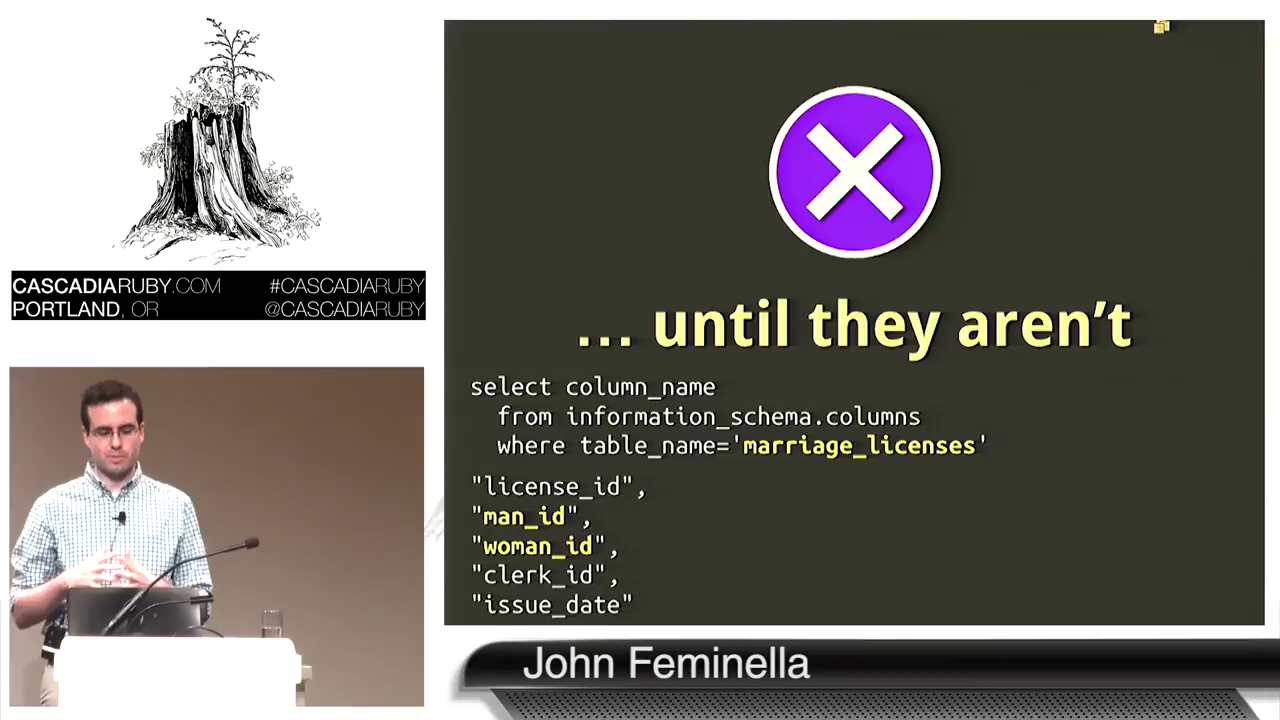 CASCADIARUBY.COM
#CASCADIARUBY
PORTLAND, OR
@CASCADIARUBY
… until they aren’t
select column_name
from information_schema.columns
where table_name='marriage_licenses'
"license_id",
"man_id",
"woman_id",
"clerk_id",
"issue_date"
John Feminella